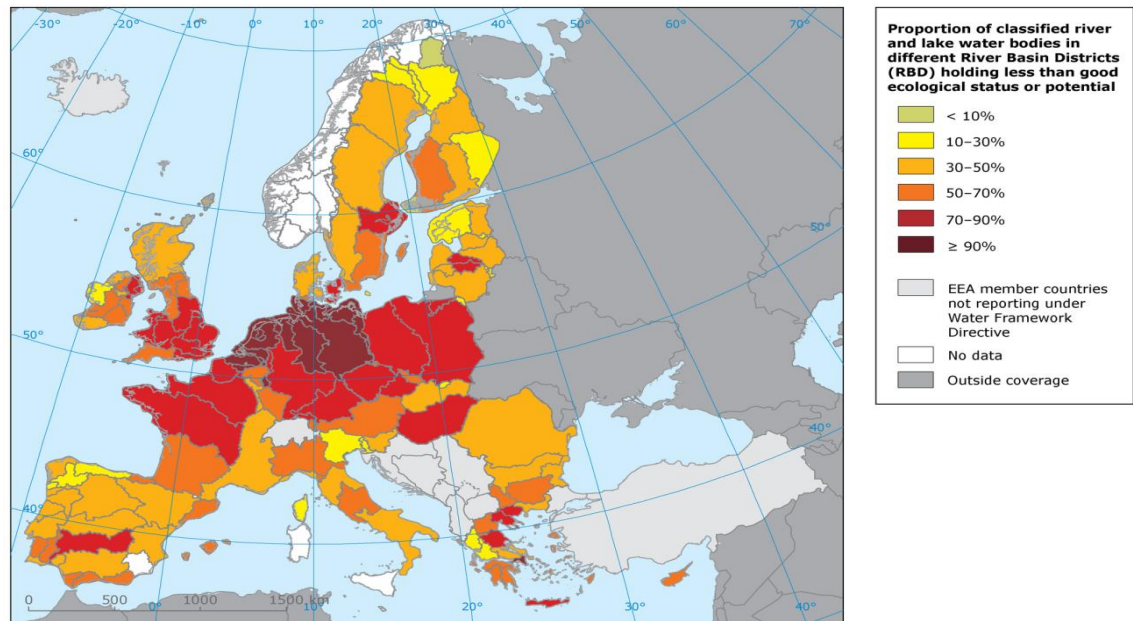 -30°
-20°
-10°
0°
10°
20°
30°
40°
50°
60°
70°
60°
50°
50°
40°
40°
0
500
1000
1500 km
0°
10°
20°
30°
40°
Proportion of classified river
and lake water bodies in
different River Basin Districts
(RBD) holding less than good
ecological status or potential
< 10%
10–30%
30–50%
50–70%
70–90%
≥ 90%
EEA member countries
not reporting under
Water Framework
Directive
No data
Outside coverage